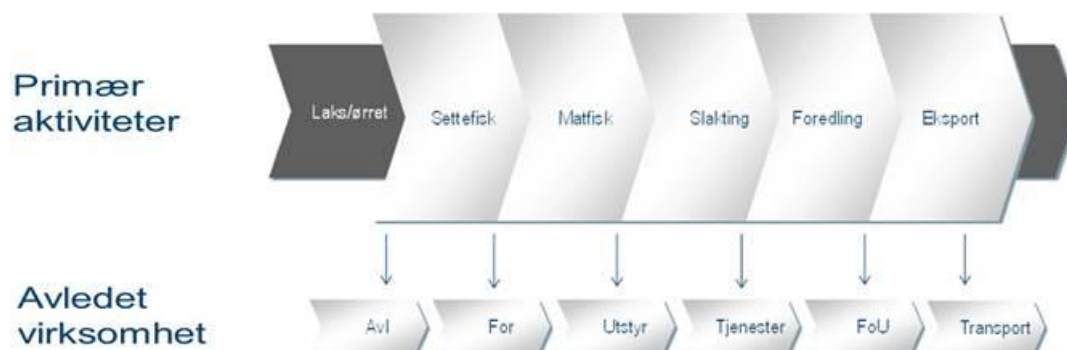 Primær
aktiviteter
Laks/ørret
Settefisk
Matfisk
Slakting
Foredling
Eksport
Avledet
virksomhet
Avl
For
Utstyr
Tjenester
FoU
Transport